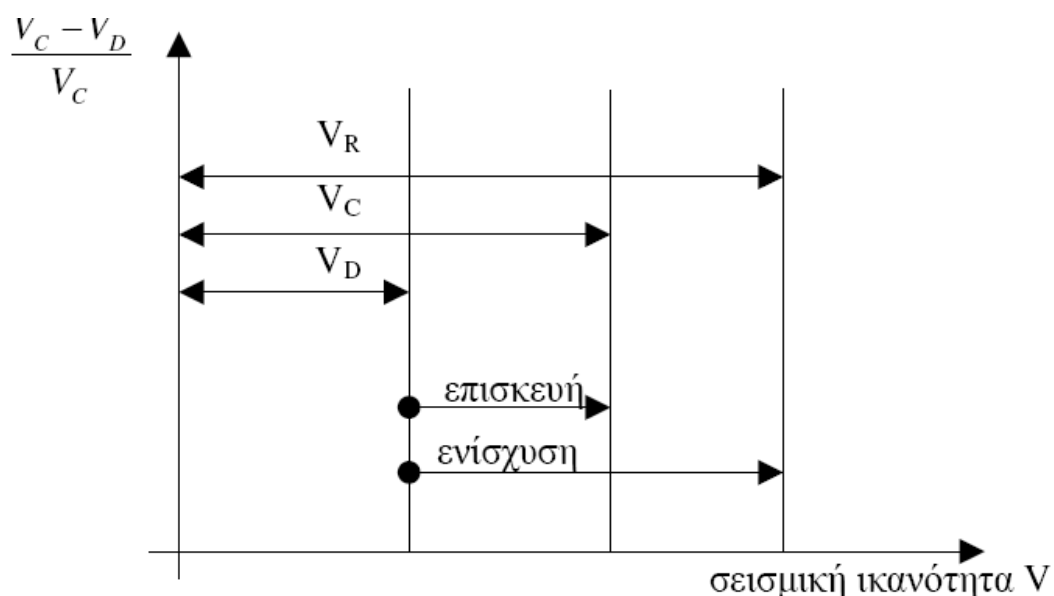 V_C − V_D
V_C
V_R
V_C
V_D
επισκευή
ενίσχυση
σεισμική ικανότητα V